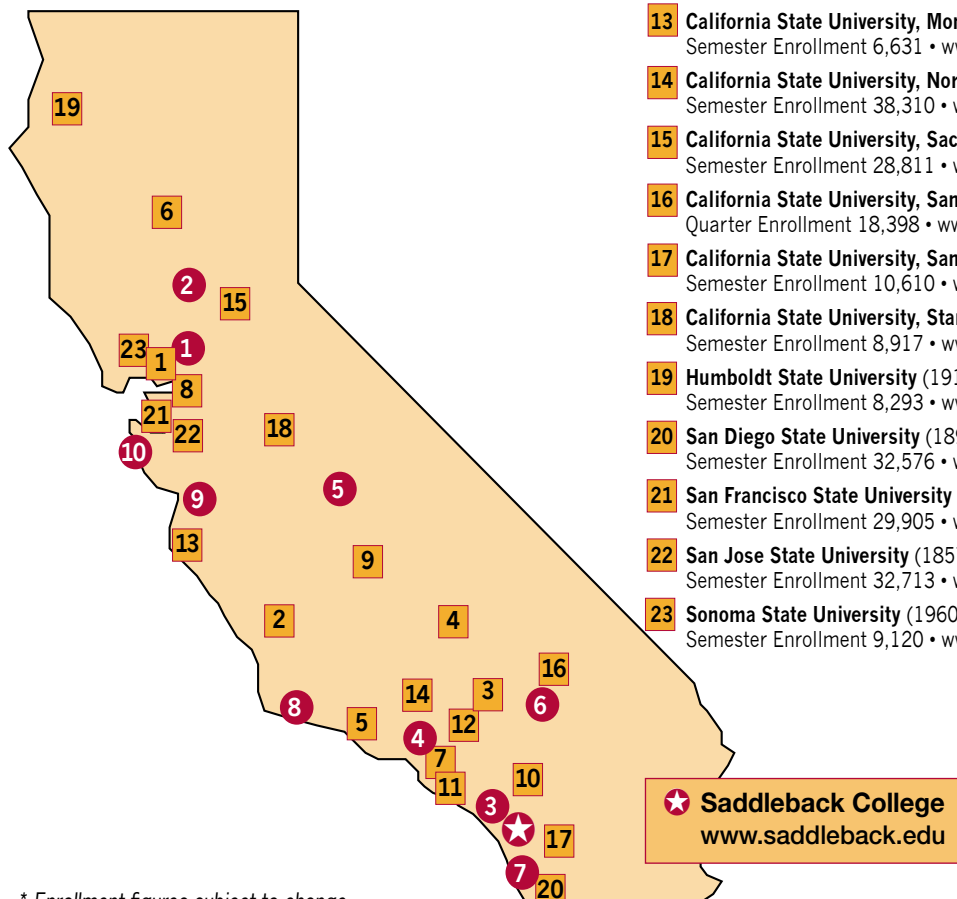 13 California State University,
Semester Enrollment 6,631 •
14 California State University,
Semester Enrollment 38,310 •
15 California State University,
Semester Enrollment 28,811 •
16 California State University, San
Quarter Enrollment 18,398 •
17 California State University, San
Semester Enrollment 10,610 •
18 California State University,
Semester Enrollment 8,917 •
19 Humboldt State University
Semester Enrollment 8,293 •
20 San Diego State University
Semester Enrollment 32,576 •
21 San Francisco State University
Semester Enrollment 29,905 •
22 San Jose State University
Semester Enrollment 32,713 •
23 Sonoma State University (1960
Semester Enrollment 9,120 •
19
6
2
15
23
1
1
8
21
22
18
10
5
9
13
9
2
4
16
14
3
6
8
5
12
4
7
10
11
3
17
7
20
Saddleback College
www.saddleback.edu
* Enrollment figures subject to change